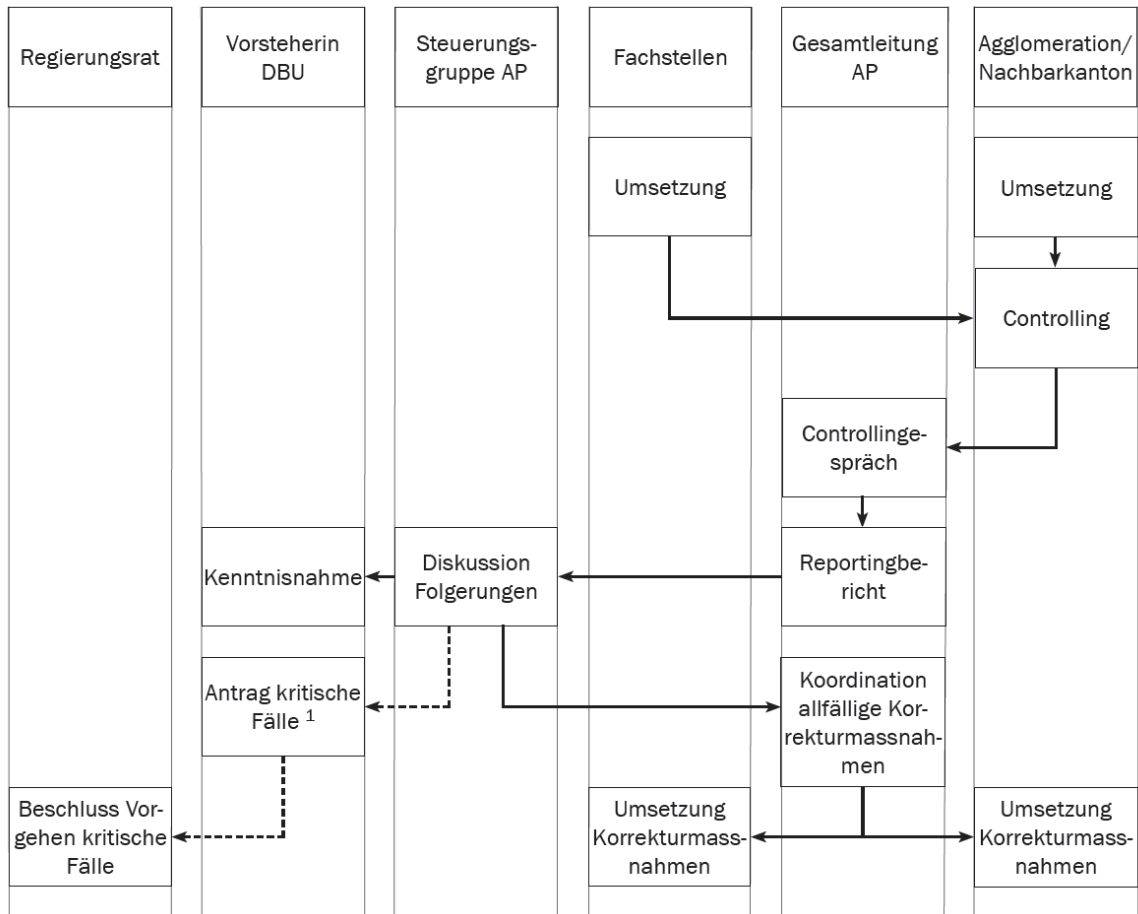 Regierungsrat
Vorsteherin
DBU
Steuerungs-
gruppe AP
Fachstellen
Gesamtleitung
AP
Agglomeration/
Nachbarkanton
Umsetzung
Umsetzung
Controlling
Controllinge-
spräch
Kenntnisnahme
Diskussion
Folgerungen
Reportingbe-
richt
Antrag kritische
Fälle 1
Koordination
allfällige Kor-
rekturmassnah-
men
Beschluss Vor-
gehen kritische
Fälle
Umsetzung
Korrekturmass-
nahmen
Umsetzung
Korrekturmass-
nahmen